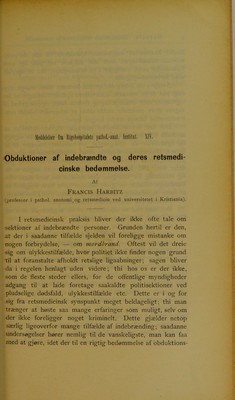 Meddelelser fra Rigshospitalets pathol.-anat. Institut. XIV.
Obduktioner af indebrændte og deres retsmedi-
cinske bedømmelse.
Af
FRANCIS HARBITZ
(professor i pathol. anatomi og retsmedicin ved universitetet i Kristiania).
I retsmedicinsk praksis bliver der ikke ofte tale om
sektioner af indebrændte personer. Grunden hertil er den,
at der i saadanne tilfælde sjelden vil foreligge mistanke om
nogen forbrydelse, — om mordbrand. Oftest vil det dreie
sig om ulykkestilfælde, hvor politiet ikke finder nogen grund
til at foranstalte afholdt retslige ligsabninger; sagen bliver
da i regelen henlagt uden videre; thi hos os er der ikke,
som de fleste steder ellers, for de offentlige myndigheder
adgang til at lade foretage saakaldte politisektioner ved
pludselige dødsfald, ulykkestilfælde etc. Dette er i og for
sig fra retsmedicinsk synspunkt meget beklageligt; thi man
trænger at høste saa mange erfaringer som muligt, selv om
der ikke foreligger noget kriminelt. Dette gjælder netop
særlig ligeoverfor mange tilfælde af indebrænding; saadanne
undersøgelser hører nemlig til de vanskeligste, man kan faa
med at gjøre, idet der til en rigtig bedømmelse af obduktions-